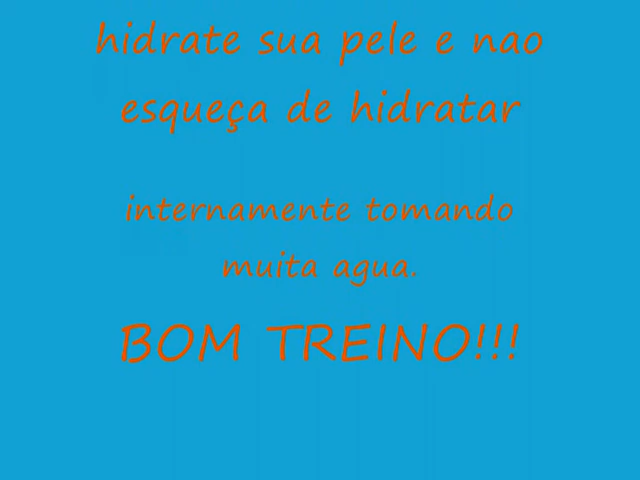 hidrate sua pele e nao
esqueça de hidratar
internamente tomando
muita agua.
BOM TREINO!!!